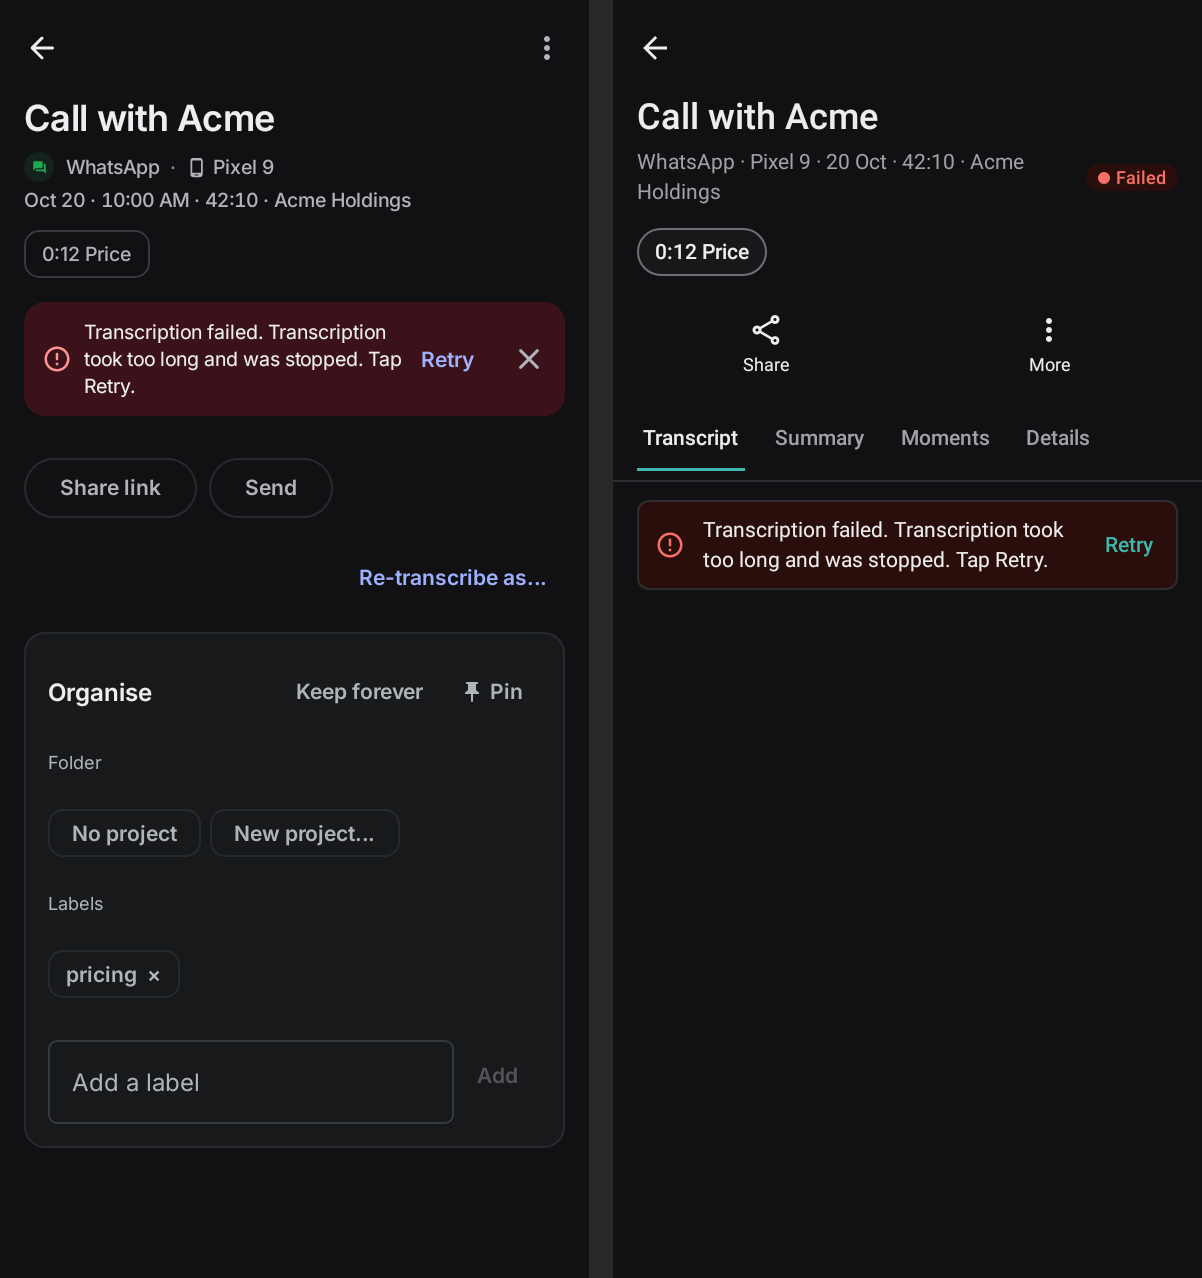 Call with Acme
WhatsApp · Pixel 9
Oct 20 · 10:00 AM · 42:10 · Acme Holdings
0:12 Price
Transcription failed. Transcription
took too long and was stopped. Tap
Retry.
Retry
Share link
Send
Re-transcribe as...
Organise
Keep forever
Pin
Folder
No project
New project...
Labels
pricing ×
Add a label
Add
Call with Acme
WhatsApp · Pixel 9 · 20 Oct · 42:10 · Acme
Holdings
Failed
0:12 Price
Share
More
Transcript
Summary
Moments
Details
Transcription failed. Transcription took
too long and was stopped. Tap Retry.
Retry